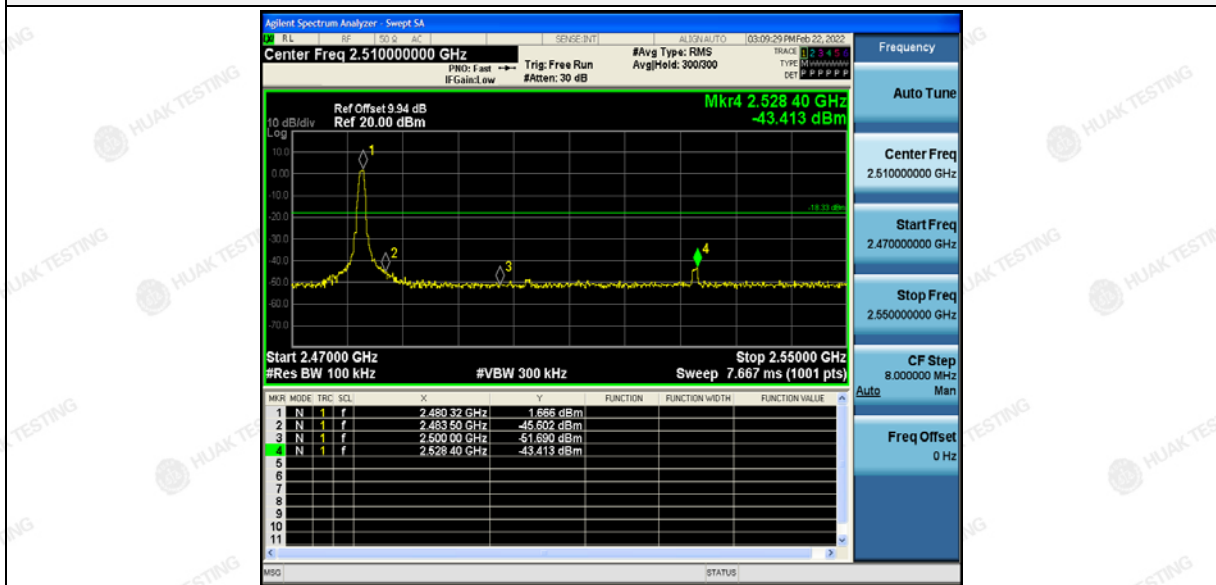 Agilent Spectrum Analyzer - Swept SA
RL RF 50 Ω AC SENSE:INT ALIGN AUTO 03:09:29 PM Feb 22, 2022
Center Freq 2.510000000 GHz
PNO: Fast
IFGain:Low
Trig: Free Run
#Atten: 30 dB
#Avg Type: RMS
Avg|Hold: 300/300
TRACE 1 2 3 4 5 6
TYPE M WWWWW
DET P P P P P P
Frequency
Mkr4 2.528 40 GHz
-43.413 dBm
Ref Offset 9.94 dB
10 dB/div Ref 20.00 dBm
Log
10.0
0.00
-10.0
-20.0
-30.0
-40.0
-50.0
-60.0
-70.0
1
2
3
4
-18.33 dBm
Start 2.47000 GHz Stop 2.55000 GHz
#Res BW 100 kHz #VBW 300 kHz Sweep 7.667 ms (1001 pts)
MKR MODE TRC SCL X Y FUNCTION FUNCTION WIDTH FUNCTION VALUE
1 N 1 f 2.480 32 GHz 1.666 dBm
2 N 1 f 2.483 50 GHz -45.602 dBm
3 N 1 f 2.500 00 GHz -51.690 dBm
4 N 1 f 2.528 40 GHz -43.413 dBm
5
6
7
8
9
10
11
MSG STATUS
Auto Tune
Center Freq
2.510000000 GHz
Start Freq
2.470000000 GHz
Stop Freq
2.550000000 GHz
CF Step
8.000000 MHz
Auto Man
Freq Offset
0 Hz
HUAK TESTING
HUAK TESTING
HUAK TESTING
HUAK TESTING